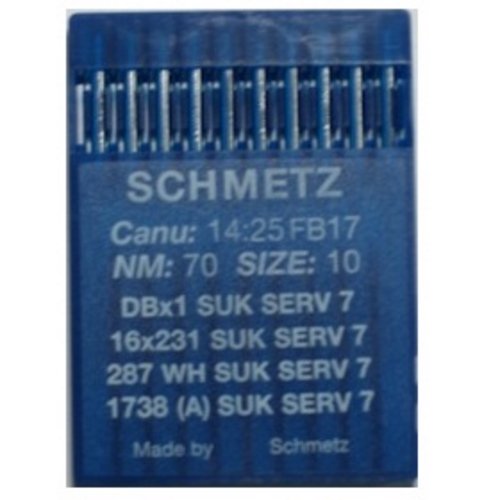 SCHMETZ
Canu: 14:25 FB17
NM: 70 SIZE: 10
DBx1 SUK SERV 7
16x231 SUK SERV 7
287 WH SUK SERV 7
1738 (A) SUK SERV 7
Made by Schmetz